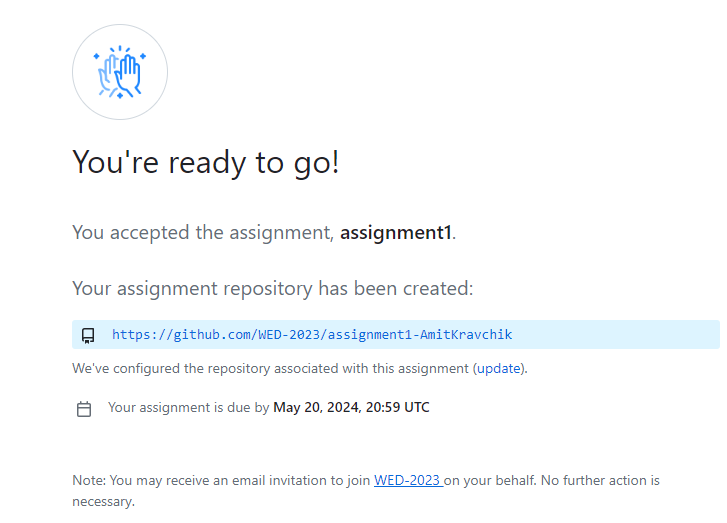 You're ready to go!
You accepted the assignment, assignment1.
Your assignment repository has been created:
https://github.com/WED-2023/assignment1-AmitKravchik
We've configured the repository associated with this assignment (update).
Your assignment is due by May 20, 2024, 20:59 UTC
Note: You may receive an email invitation to join WED-2023 on your behalf. No further action is
necessary.